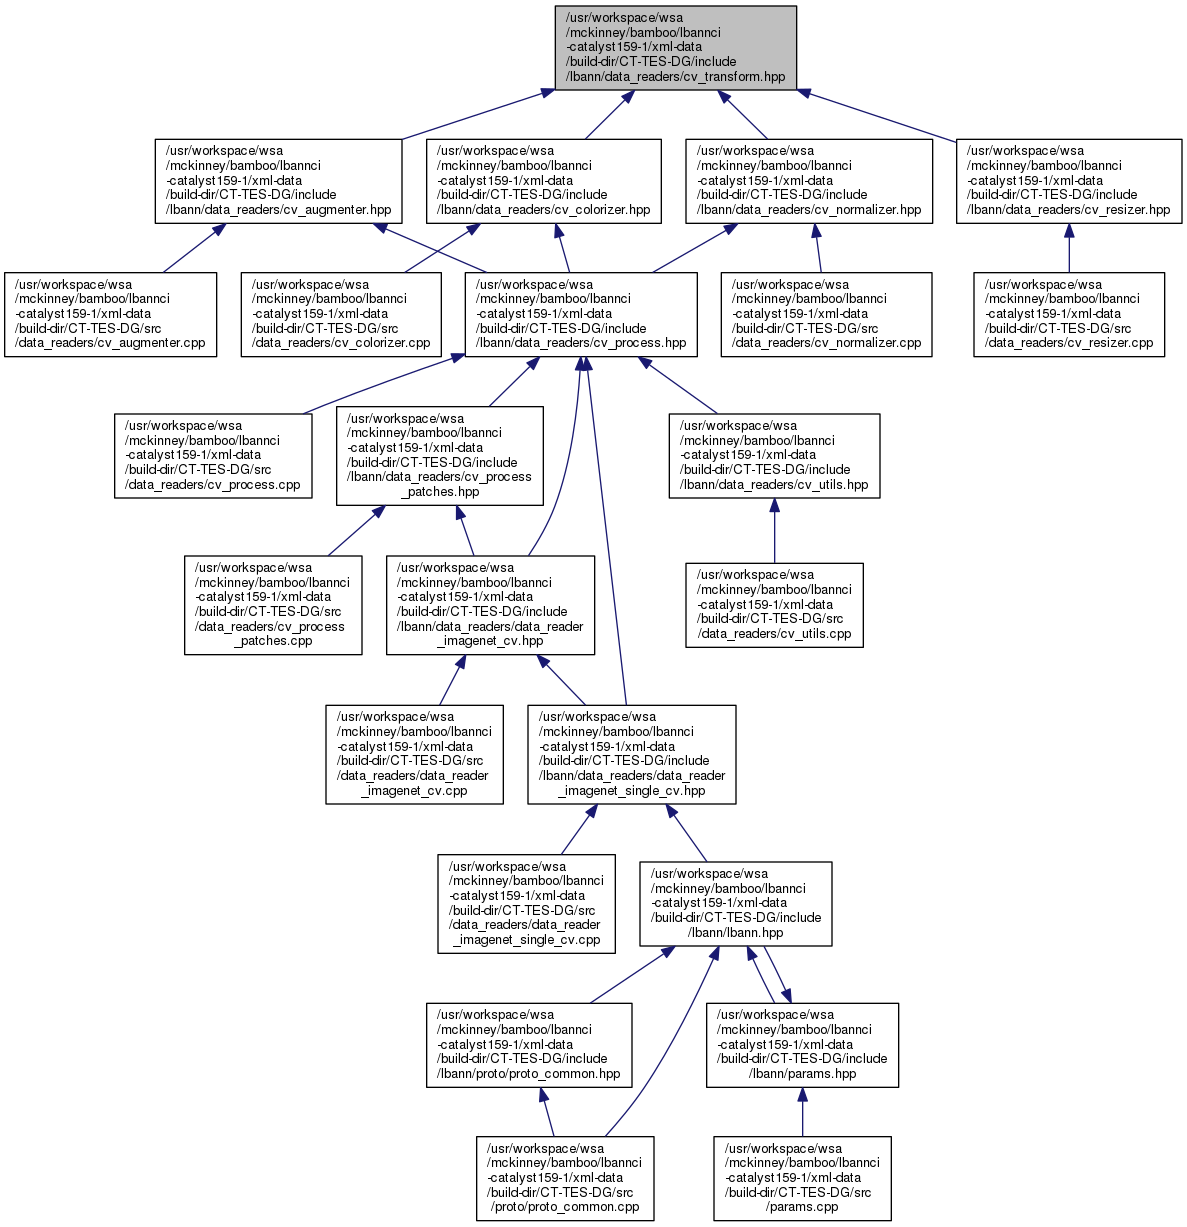 /usr/workspace/wsa
/mckinney/bamboo/lbannci
-catalyst159-1/xml-data
/build-dir/CT-TES-DG/include
/lbann/data_readers/cv_transform.hpp
/usr/workspace/wsa
/mckinney/bamboo/lbannci
-catalyst159-1/xml-data
/build-dir/CT-TES-DG/include
/lbann/data_readers/cv_augmenter.hpp
/usr/workspace/wsa
/mckinney/bamboo/lbannci
-catalyst159-1/xml-data
/build-dir/CT-TES-DG/include
/lbann/data_readers/cv_colorizer.hpp
/usr/workspace/wsa
/mckinney/bamboo/lbannci
-catalyst159-1/xml-data
/build-dir/CT-TES-DG/include
/lbann/data_readers/cv_normalizer.hpp
/usr/workspace/wsa
/mckinney/bamboo/lbannci
-catalyst159-1/xml-data
/build-dir/CT-TES-DG/include
/lbann/data_readers/cv_resizer.hpp
/usr/workspace/wsa
/mckinney/bamboo/lbannci
-catalyst159-1/xml-data
/build-dir/CT-TES-DG/src
/data_readers/cv_augmenter.cpp
/usr/workspace/wsa
/mckinney/bamboo/lbannci
-catalyst159-1/xml-data
/build-dir/CT-TES-DG/src
/data_readers/cv_colorizer.cpp
/usr/workspace/wsa
/mckinney/bamboo/lbannci
-catalyst159-1/xml-data
/build-dir/CT-TES-DG/include
/lbann/data_readers/cv_process.hpp
/usr/workspace/wsa
/mckinney/bamboo/lbannci
-catalyst159-1/xml-data
/build-dir/CT-TES-DG/src
/data_readers/cv_normalizer.cpp
/usr/workspace/wsa
/mckinney/bamboo/lbannci
-catalyst159-1/xml-data
/build-dir/CT-TES-DG/src
/data_readers/cv_resizer.cpp
/usr/workspace/wsa
/mckinney/bamboo/lbannci
-catalyst159-1/xml-data
/build-dir/CT-TES-DG/src
/data_readers/cv_process.cpp
/usr/workspace/wsa
/mckinney/bamboo/lbannci
-catalyst159-1/xml-data
/build-dir/CT-TES-DG/include
/lbann/data_readers/cv_process
_patches.hpp
/usr/workspace/wsa
/mckinney/bamboo/lbannci
-catalyst159-1/xml-data
/build-dir/CT-TES-DG/include
/lbann/data_readers/cv_utils.hpp
/usr/workspace/wsa
/mckinney/bamboo/lbannci
-catalyst159-1/xml-data
/build-dir/CT-TES-DG/src
/data_readers/cv_process
_patches.cpp
/usr/workspace/wsa
/mckinney/bamboo/lbannci
-catalyst159-1/xml-data
/build-dir/CT-TES-DG/include
/lbann/data_readers/data_reader
_imagenet_cv.hpp
/usr/workspace/wsa
/mckinney/bamboo/lbannci
-catalyst159-1/xml-data
/build-dir/CT-TES-DG/src
/data_readers/cv_utils.cpp
/usr/workspace/wsa
/mckinney/bamboo/lbannci
-catalyst159-1/xml-data
/build-dir/CT-TES-DG/src
/data_readers/data_reader
_imagenet_cv.cpp
/usr/workspace/wsa
/mckinney/bamboo/lbannci
-catalyst159-1/xml-data
/build-dir/CT-TES-DG/include
/lbann/data_readers/data_reader
_imagenet_single_cv.hpp
/usr/workspace/wsa
/mckinney/bamboo/lbannci
-catalyst159-1/xml-data
/build-dir/CT-TES-DG/src
/data_readers/data_reader
_imagenet_single_cv.cpp
/usr/workspace/wsa
/mckinney/bamboo/lbannci
-catalyst159-1/xml-data
/build-dir/CT-TES-DG/include
/lbann/lbann.hpp
/usr/workspace/wsa
/mckinney/bamboo/lbannci
-catalyst159-1/xml-data
/build-dir/CT-TES-DG/include
/lbann/proto/proto_common.hpp
/usr/workspace/wsa
/mckinney/bamboo/lbannci
-catalyst159-1/xml-data
/build-dir/CT-TES-DG/include
/lbann/params.hpp
/usr/workspace/wsa
/mckinney/bamboo/lbannci
-catalyst159-1/xml-data
/build-dir/CT-TES-DG/src
/proto/proto_common.cpp
/usr/workspace/wsa
/mckinney/bamboo/lbannci
-catalyst159-1/xml-data
/build-dir/CT-TES-DG/src
/params.cpp